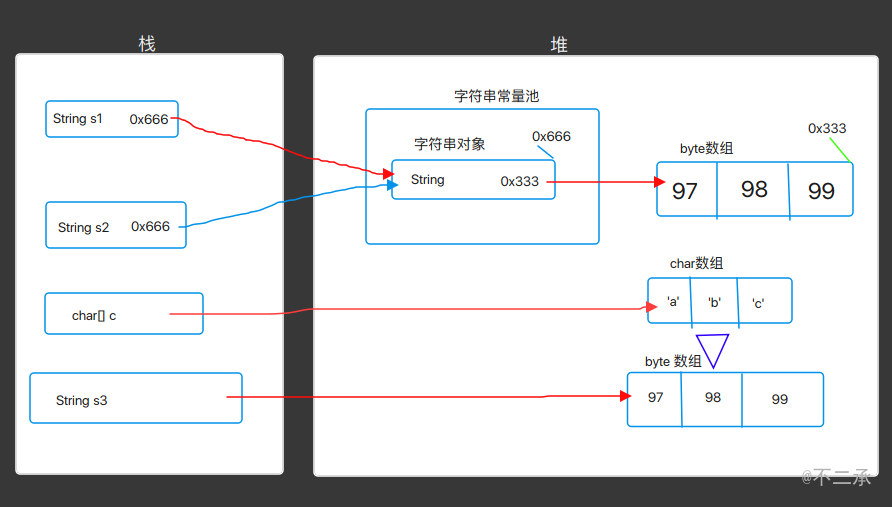 栈
堆
字符串常量池
String s1 0x666
字符串对象
0x666
byte数组
0x333
String 0x333
97 98 99
String s2 0x666
char数组
char[] c
'a' 'b' 'c'
byte 数组
String s3
97 98 99
@不二承